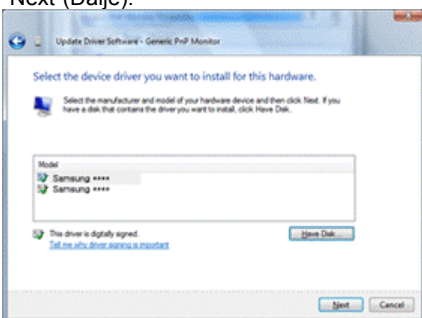 "Next"(Dalje).
Update Driver Software - Generic PnP Monitor
Select the device driver you want to install for this hardware.
Select the manufacturer and model of your hardware device and then click Next. If you
have a disk that contains the driver you want to install, click Have Disk.
Model
Samsung ****
Samsung ****
This driver is digitally signed.
Have Disk...
Tell me why driver signing is important
Next
Cancel